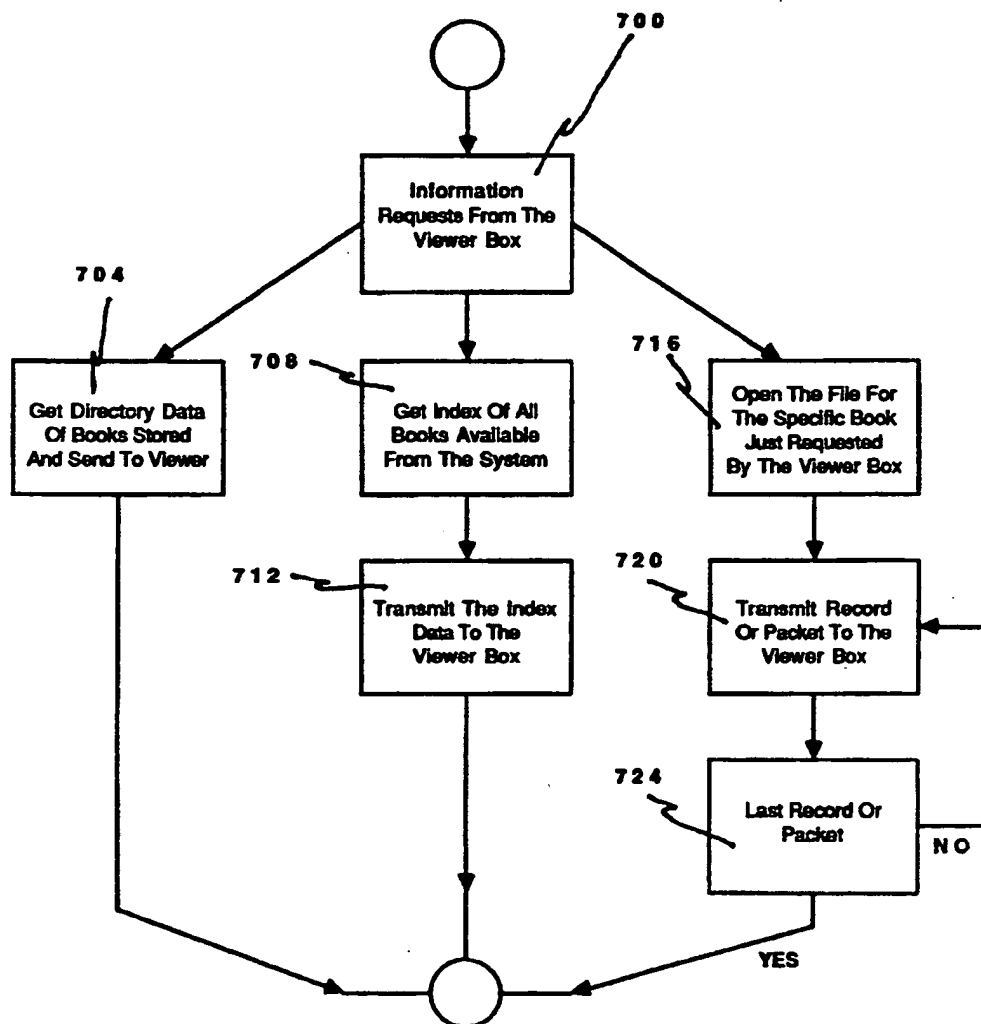 700
Information
Requests From The
Viewer Box
704
Get Directory Data
Of Books Stored
And Send To Viewer
708
Get Index Of All
Books Available
From The System
716
Open The File For
The Specific Book
Just Requested
By The Viewer Box
712
Transmit The Index
Data To The
Viewer Box
720
Transmit Record
Or Packet To The
Viewer Box
724
Last Record Or
Packet
NO
YES